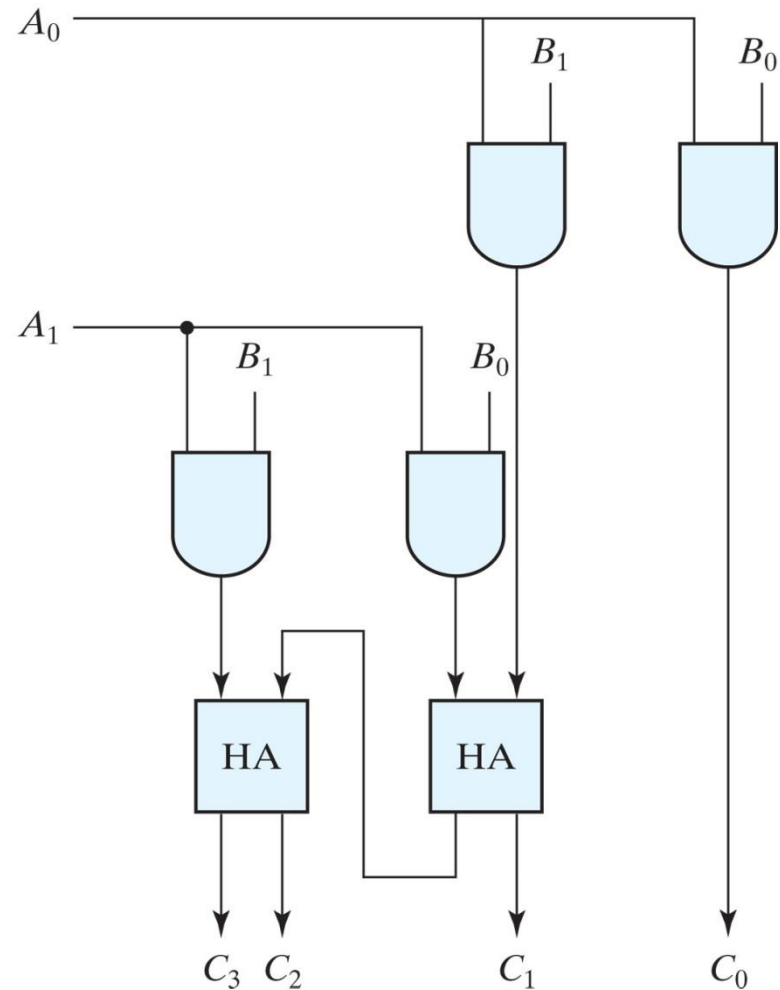 A₀
B₁ B₀
A₁
B₁ B₀
HA HA
C₃ C₂ C₁ C₀